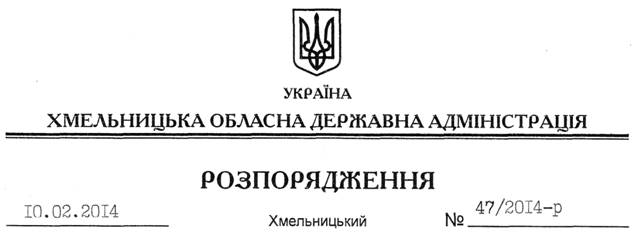 УКРАЇНА
ХМЕЛЬНИЦЬКА ОБЛАСНА ДЕРЖАВНА АДМІНІСТРАЦІЯ
РОЗПОРЯДЖЕННЯ
10.02.2014 Хмельницький № 47/2014-р